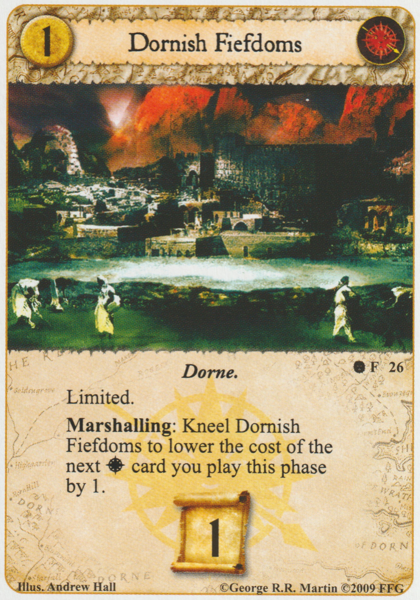 1
Dornish Fiefdoms
Dorne.
F 26
Limited.
Marshalling: Kneel Dornish
Fiefdoms to lower the cost of the
next card you play this phase
by 1.
1
Illus. Andrew Hall
©George R.R. Martin ©2009 FFG